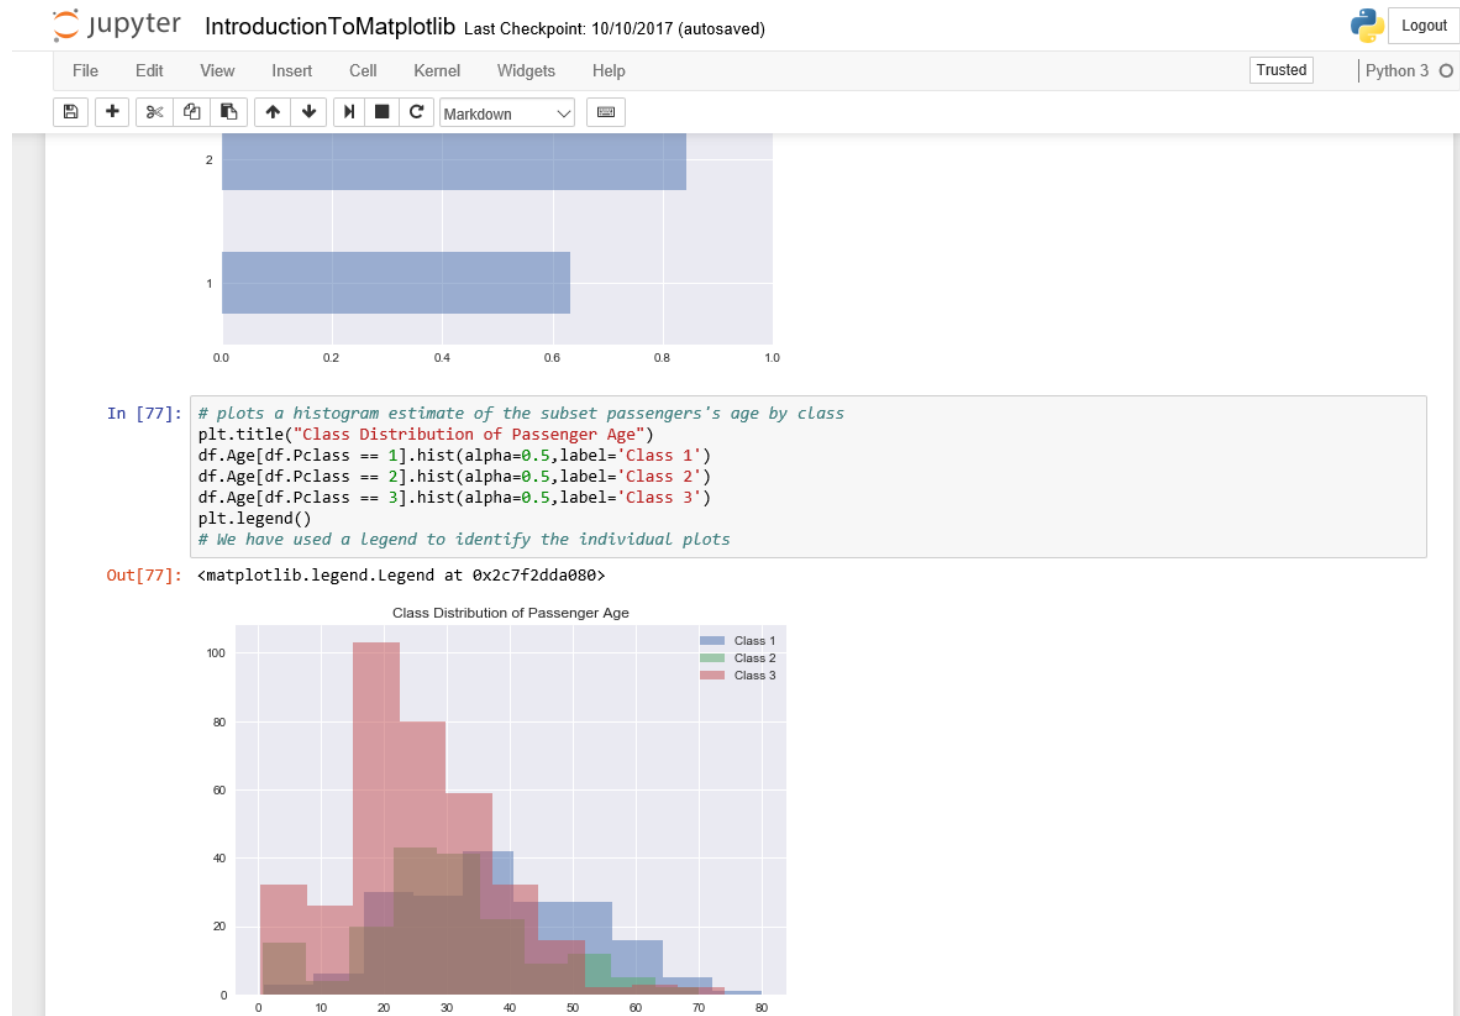 jupyter IntroductionToMatplotlib Last Checkpoint: 10/10/2017 (autosaved) Logout
File Edit View Insert Cell Kernel Widgets Help Trusted Python 3
Markdown
2
1
0.0 0.2 0.4 0.6 0.8 1.0
In [77]: # plots a histogram estimate of the subset passengers's age by class
plt.title("Class Distribution of Passenger Age")
df.Age[df.Pclass == 1].hist(alpha=0.5,label='Class 1')
df.Age[df.Pclass == 2].hist(alpha=0.5,label='Class 2')
df.Age[df.Pclass == 3].hist(alpha=0.5,label='Class 3')
plt.legend()
# We have used a legend to identify the individual plots
Out[77]: <matplotlib.legend.Legend at 0x2c7f2dda080>
Class Distribution of Passenger Age
Class 1
100 Class 2
Class 3
80
60
40
20
0
0 10 20 30 40 50 60 70 80